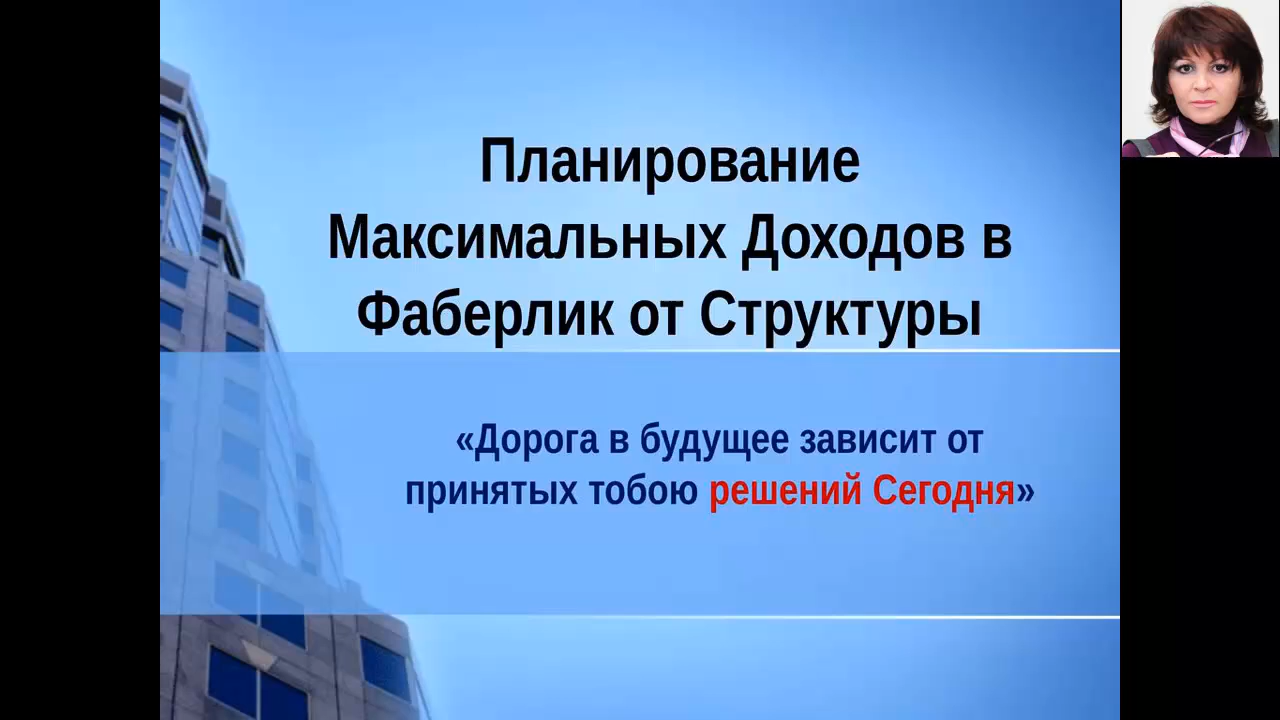 Планирование
Максимальных Доходов в
Фаберлик от Структуры
«Дорога в будущее зависит от
принятых тобою решений Сегодня»